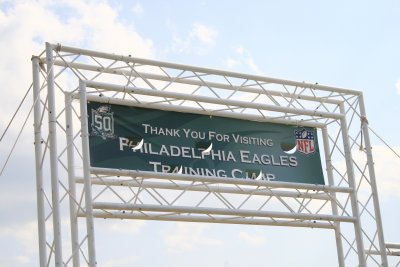 50
THANK YOU FOR VISITING
NFL
PHILADELPHIA EAGLES
TRAINING CAMP